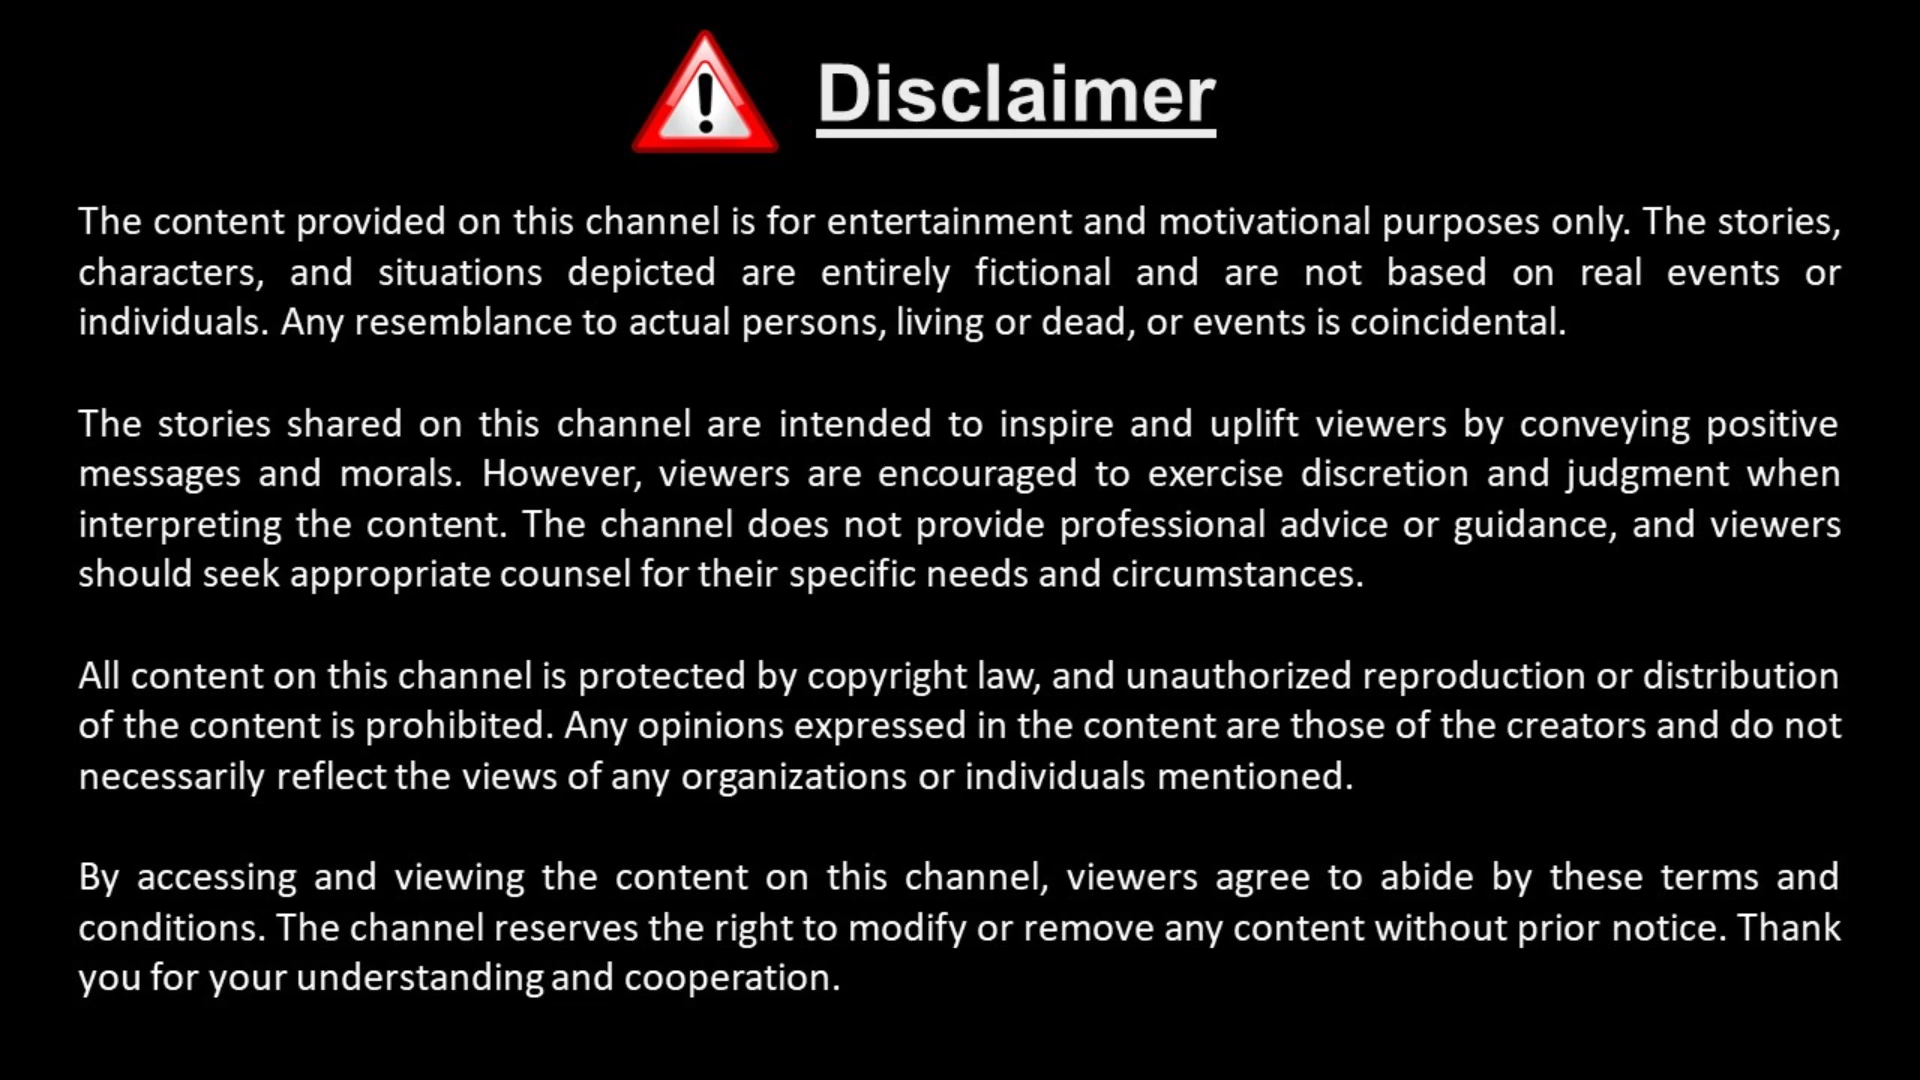 Disclaimer
The content provided on this channel is for entertainment and motivational purposes only. The stories,
characters, and situations depicted are entirely fictional and are not based on real events or
individuals. Any resemblance to actual persons, living or dead, or events is coincidental.
The stories shared on this channel are intended to inspire and uplift viewers by conveying positive
messages and morals. However, viewers are encouraged to exercise discretion and judgment when
interpreting the content. The channel does not provide professional advice or guidance, and viewers
should seek appropriate counsel for their specific needs and circumstances.
All content on this channel is protected by copyright law, and unauthorized reproduction or distribution
of the content is prohibited. Any opinions expressed in the content are those of the creators and do not
necessarily reflect the views of any organizations or individuals mentioned.
By accessing and viewing the content on this channel, viewers agree to abide by these terms and
conditions. The channel reserves the right to modify or remove any content without prior notice. Thank
you for your understanding and cooperation.